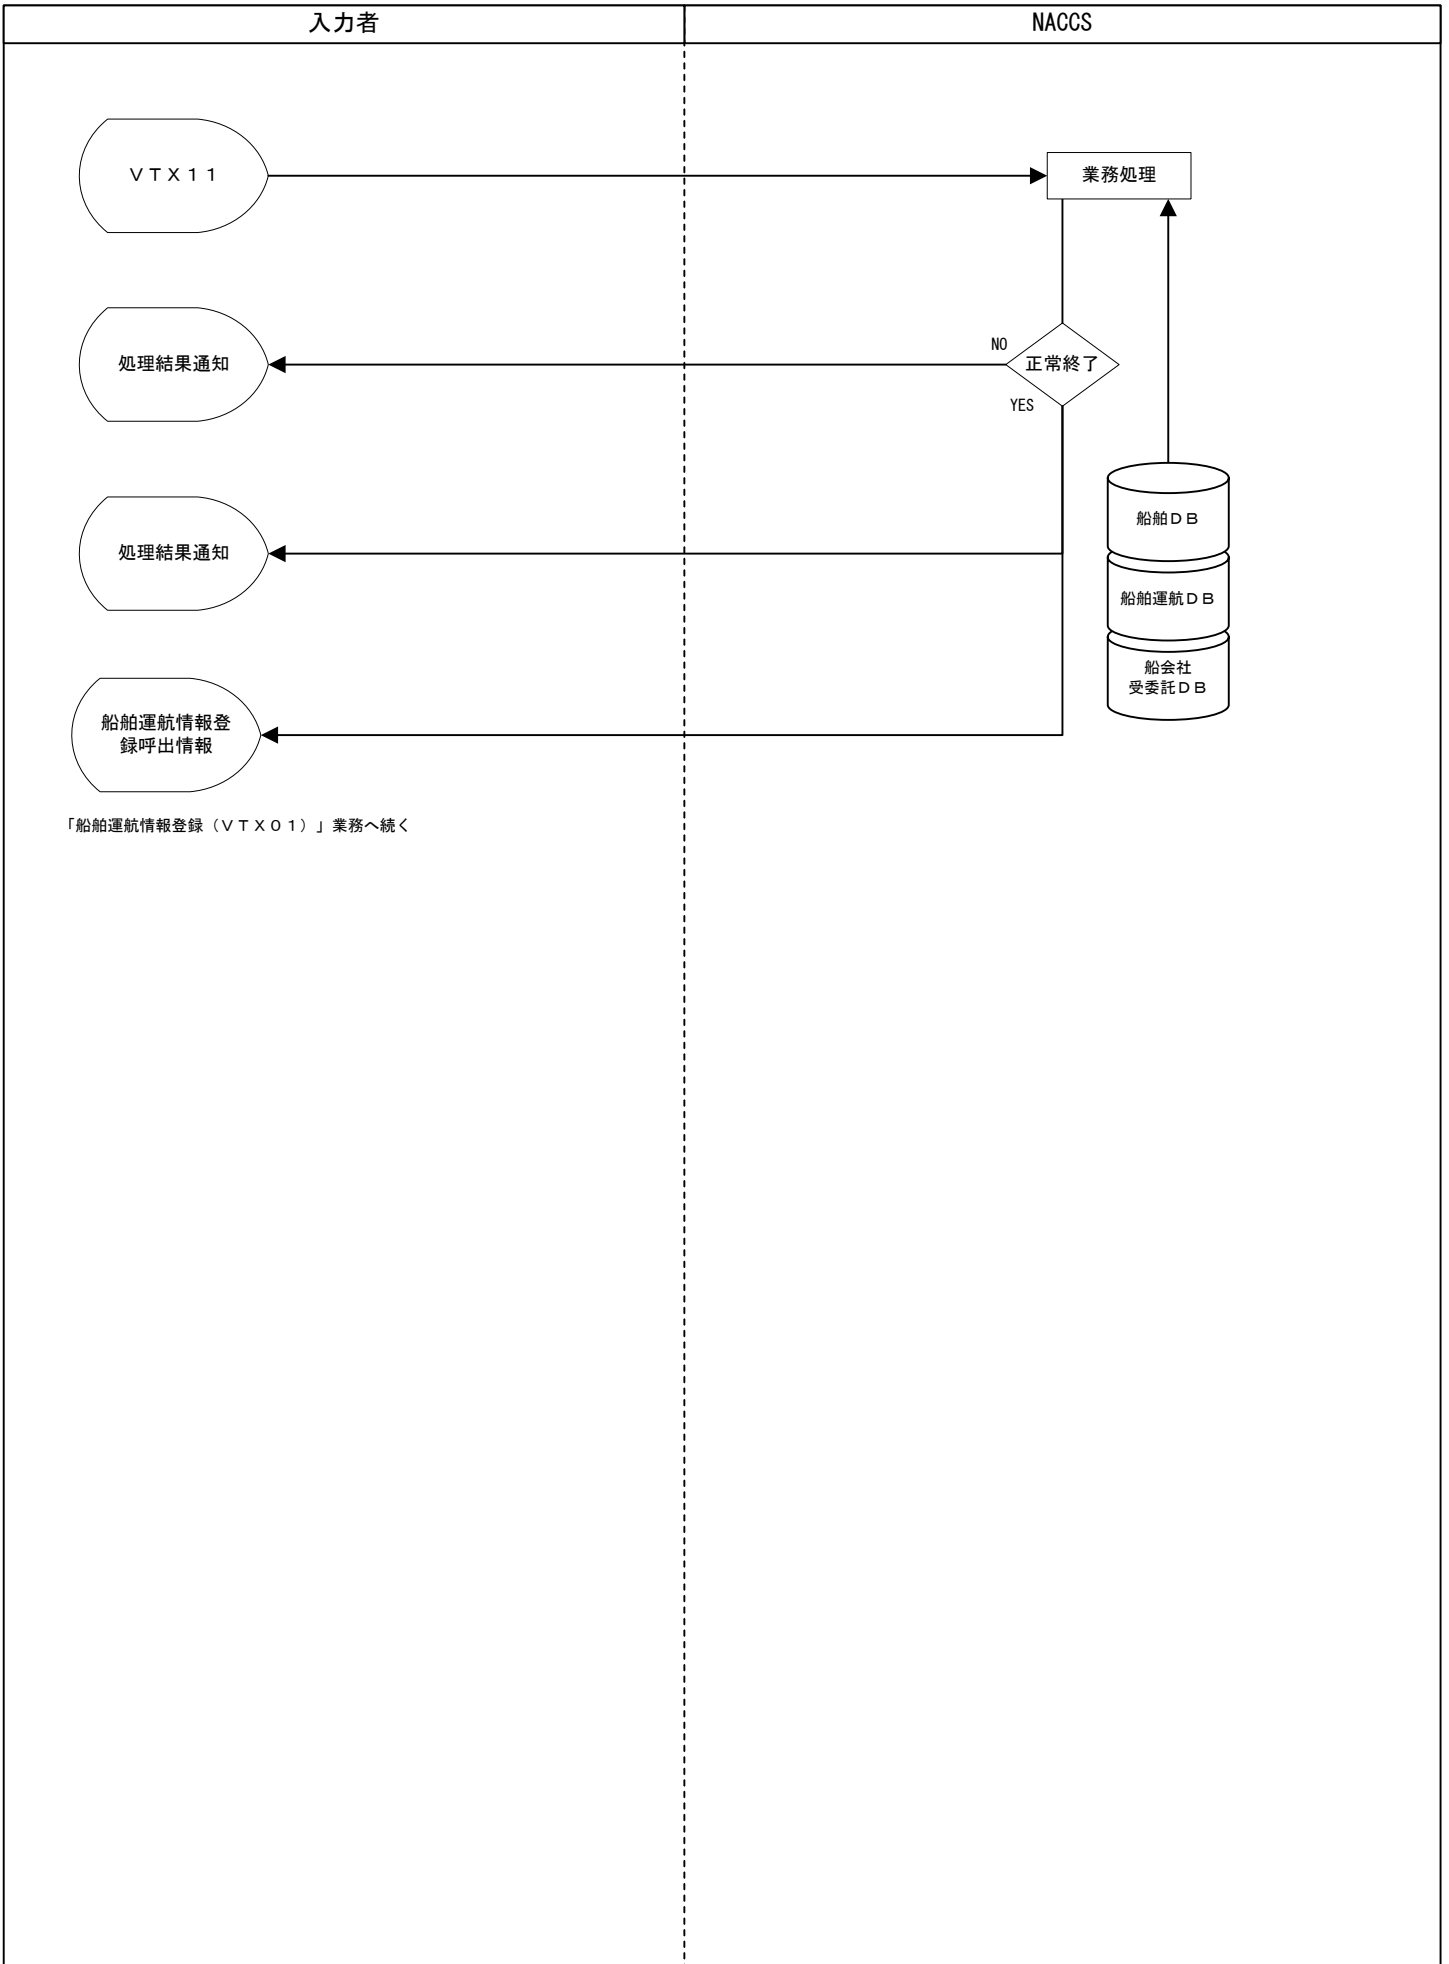 入力者
NACCS
ＶＴＸ１１
業務処理
処理結果通知
NO
正常終了
YES
処理結果通知
船舶ＤＢ
船舶運航ＤＢ
船会社
受委託ＤＢ
船舶運航情報登
録呼出情報
「船舶運航情報登録（ＶＴＸ０１）」業務へ続く